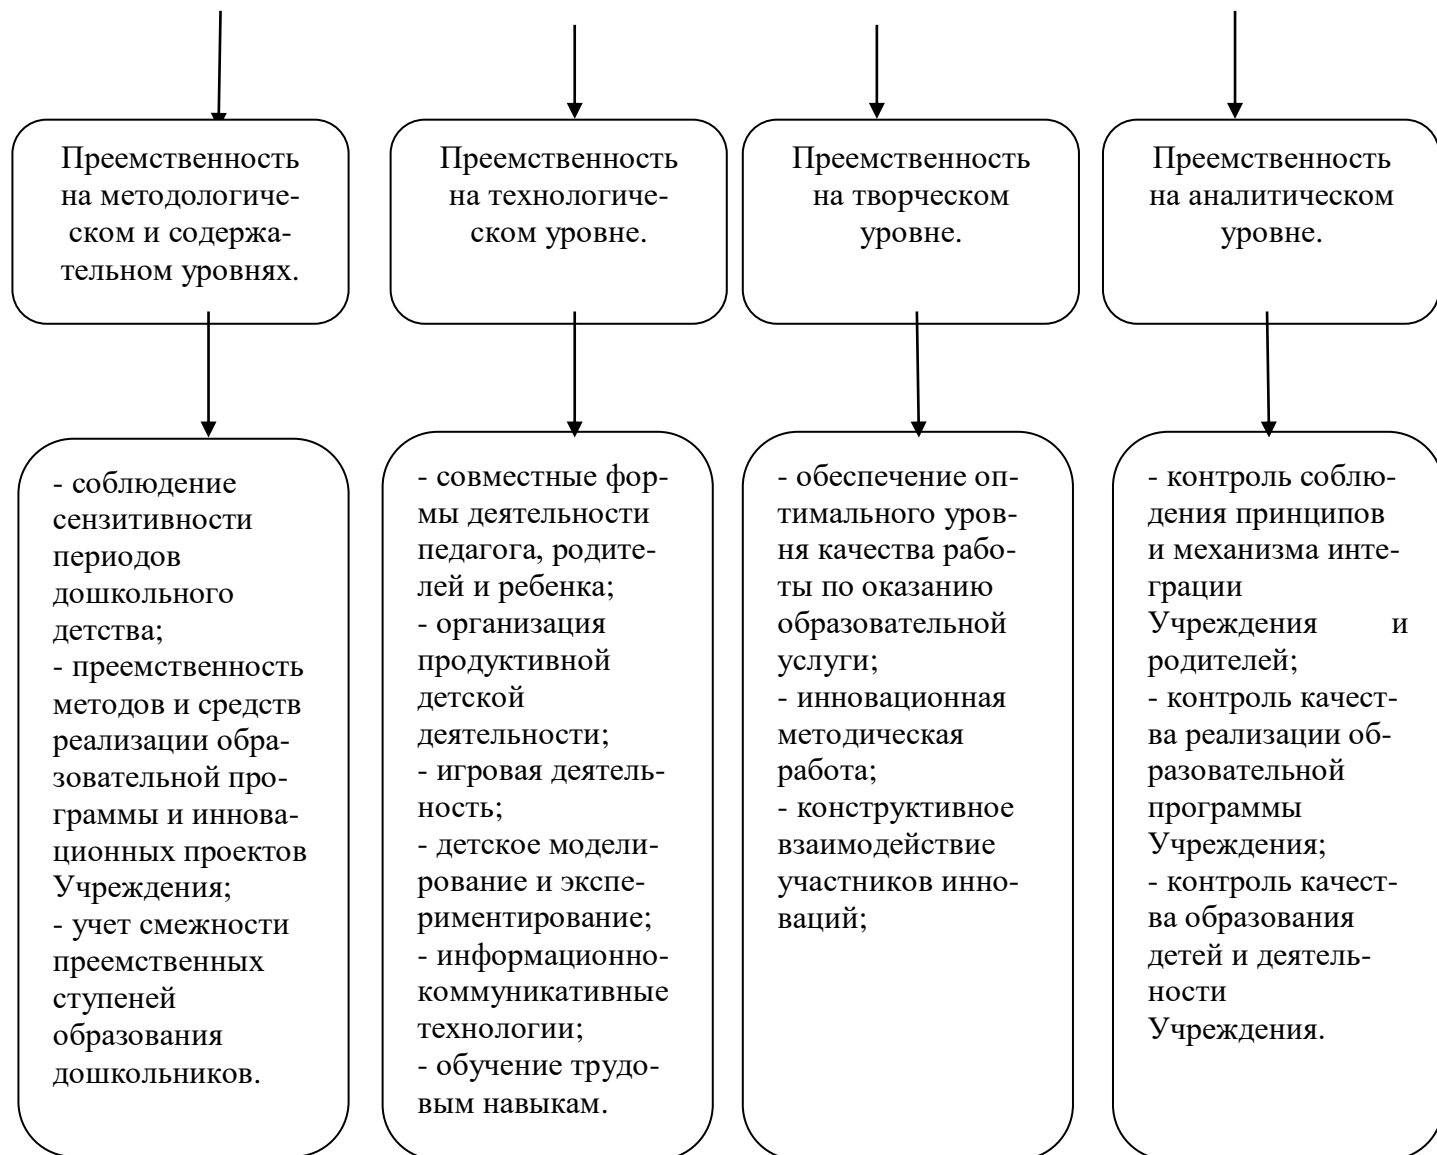 Преемственность
на методологиче-
ском и содержа-
тельном уровнях.
Преемственность
на технологиче-
ском уровне.
Преемственность
на творческом
уровне.
Преемственность
на аналитическом
уровне.
- соблюдение
сензитивности
периодов
дошкольного
детства;
- преемственность
методов и средств
реализации обра-
зовательной про-
граммы и иннова-
ционных проектов
Учреждения;
- учет смежности
преемственных
ступеней
образования
дошкольников.
- совместные фор-
мы деятельности
педагога, родите-
лей и ребенка;
- организация
продуктивной
детской
деятельности;
- игровая деятель-
ность;
- детское модели-
рование и экспе-
риментирование;
- информационно-
коммуникативные
технологии;
- обучение трудо-
вым навыкам.
- обеспечение оп-
тимального уров-
ня качества рабо-
ты по оказанию
образовательной
услуги;
- инновационная
методическая
работа;
- конструктивное
взаимодействие
участников инно-
ваций;
- контроль соблю-
дения принципов
и механизма инте-
грации
Учреждения и
родителей;
- контроль качест-
ва реализации об-
разовательной
программы
Учреждения;
- контроль качест-
ва образования
детей и деятель-
ности
Учреждения.